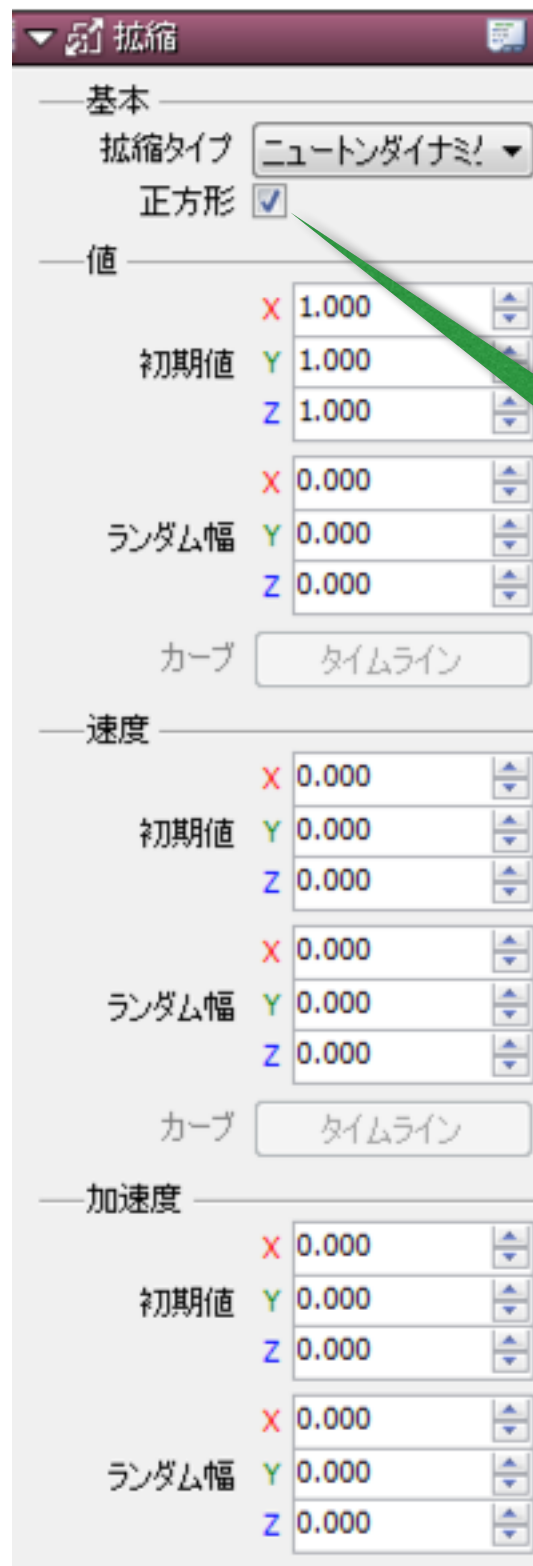 拡縮
基本
拡縮タイプ ニュートンダイナミ
正方形
値
X 1.000
初期値 Y 1.000
Z 1.000
X 0.000
ランダム幅 Y 0.000
Z 0.000
カーブ タイムライン
速度
X 0.000
初期値 Y 0.000
Z 0.000
X 0.000
ランダム幅 Y 0.000
Z 0.000
カーブ タイムライン
加速度
X 0.000
初期値 Y 0.000
Z 0.000
X 0.000
ランダム幅 Y 0.000
Z 0.000